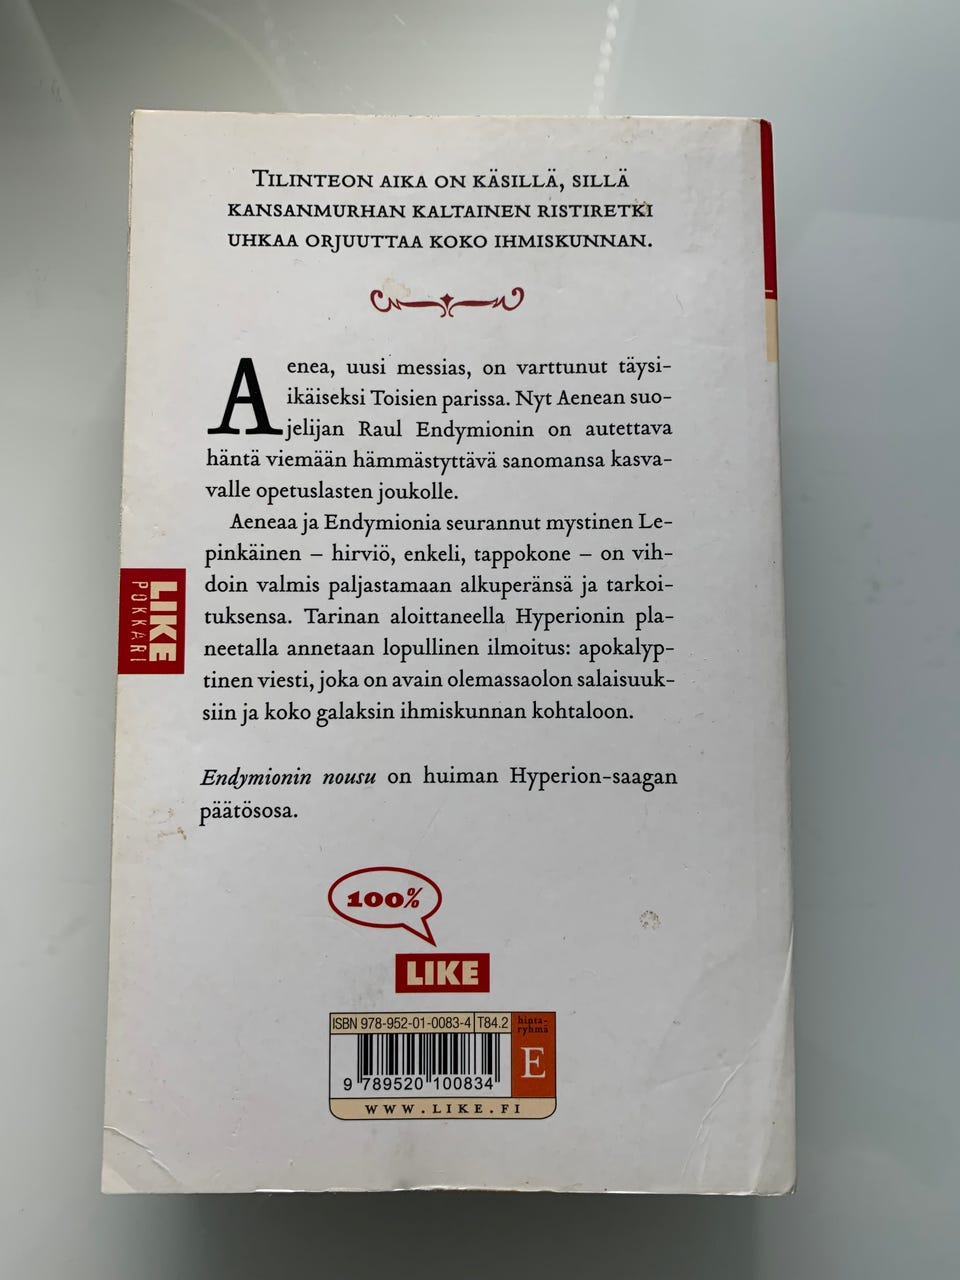 Tilinteon aika on käsillä, sillä
kansanmurhan kaltainen ristiretki
uhkaa orjuuttaa koko ihmiskunnan.
Aenea, uusi messias, on varttunut täysi-
ikäiseksi Toisien parissa. Nyt Aenean suo-
jelijan Raul Endymionin on autettava
häntä viemään hämmästyttävä sanomansa kasva-
valle opetuslasten joukolle.
Aeneaa ja Endymionia seurannut mystinen Le-
pinkäinen – hirviö, enkeli, tappokone – on vih-
doin valmis paljastamaan alkuperänsä ja tarkoi-
tuksensa. Tarinan aloittaneella Hyperionin pla-
neetalla annetaan lopullinen ilmoitus: apokalyp-
tinen viesti, joka on avain olemassaolon salaisuuk-
siin ja koko galaksin ihmiskunnan kohtaloon.
Endymionin nousu on huiman Hyperion-saagan
päätösosa.
LIKE
POKKARI
100%
LIKE
ISBN 978-952-01-0083-4 T84.2
hinta-
ryhmä
E
9 789520 100834
WWW.LIKE.FI